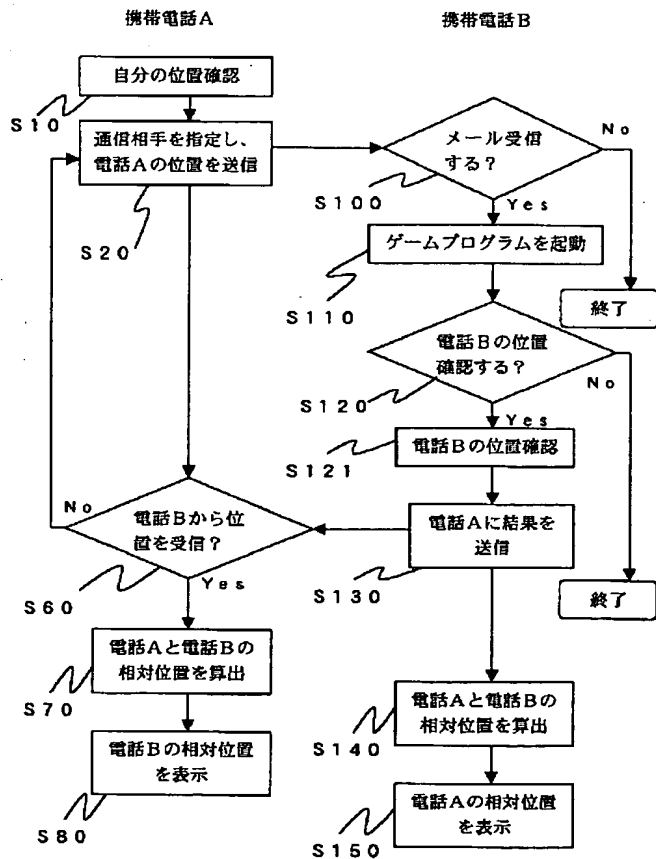 携帯電話A
携帯電話B
自分の位置確認
S10
通信相手を指定し、
電話Aの位置を送信
S20
メール受信
する?
No
S100
Yes
ゲームプログラムを起動
S110
終了
電話Bの位置
確認する?
No
S120
Yes
電話Bの位置確認
S121
No
電話Bから位
置を受信?
S60
Yes
電話Aに結果を
送信
S130
終了
電話Aと電話Bの
相対位置を算出
S70
電話Aと電話Bの
相対位置を算出
S140
電話Bの相対位置
を表示
S80
電話Aの相対位置
を表示
S150